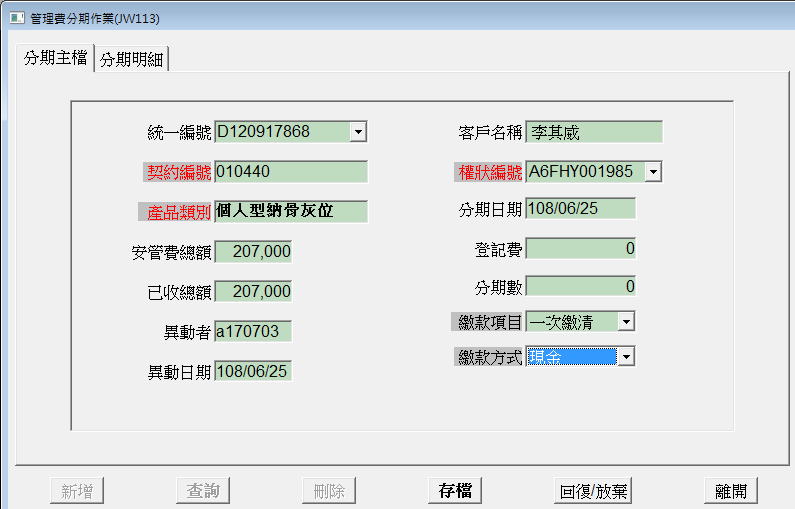 管理費分期作業(JW113)
分期主檔 分期明細
統一編號 D120917868 客戶名稱 李其威
契約編號 010440 權狀編號 A6FHY001985
產品類別 個人型納骨灰位 分期日期 108/06/25
安管費總額 207,000 登記費 0
已收總額 207,000 分期數 0
異動者 a170703 繳款項目 一次繳清
異動日期 108/06/25 繳款方式 現金
新增 查詢 刪除 存檔 回復/放棄 離開